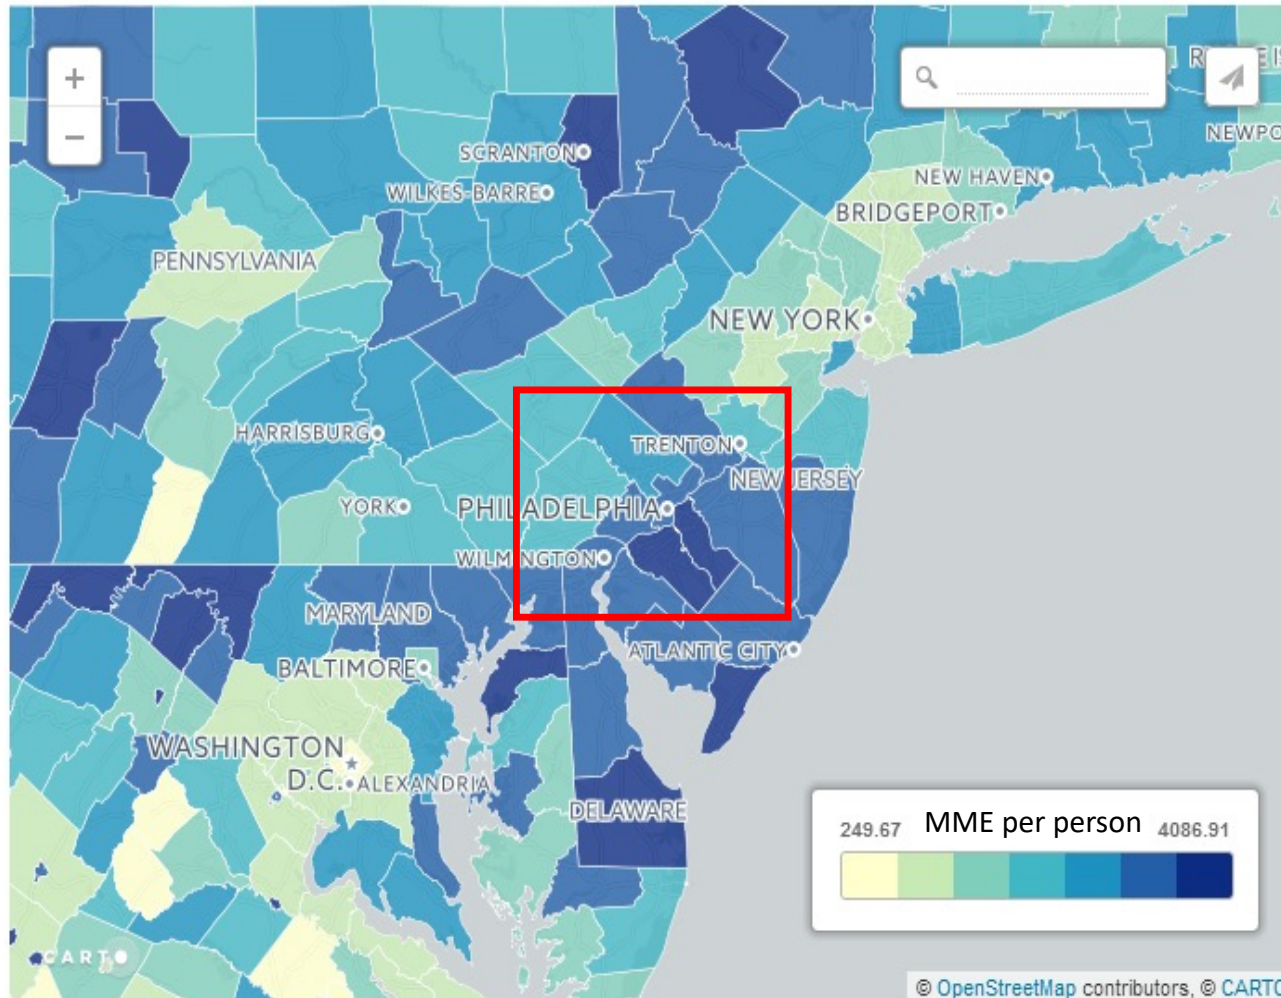 +
−
SCRANTON
WILKES-BARRE
NEW HAVEN
NEWPO
BRIDGEPORT
PENNSYLVANIA
NEW YORK
HARRISBURG
TRENTON
NEW JERSEY
YORK
PHILADELPHIA
WILMINGTON
MARYLAND
ATLANTIC CITY
BALTIMORE
WASHINGTON
D.C.
ALEXANDRIA
DELAWARE
249.67 MME per person 4086.91
CARTO
© OpenStreetMap contributors, © CARTO